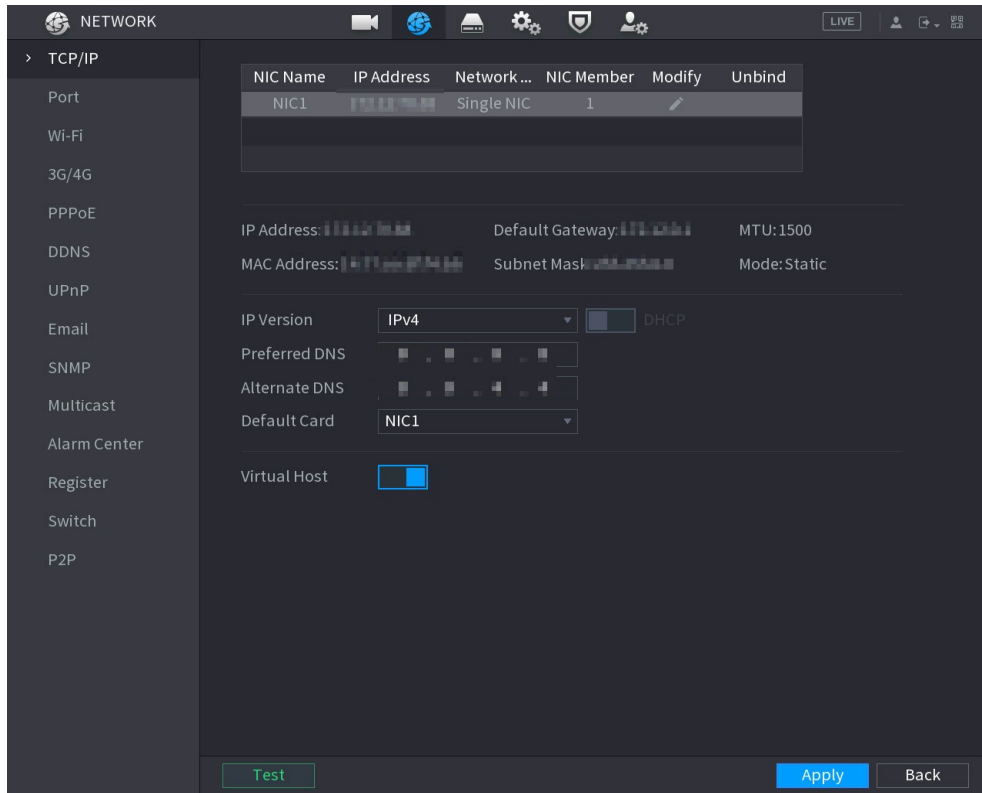 NETWORK
LIVE
TCP/IP
Port
Wi-Fi
3G/4G
PPPoE
DDNS
UPnP
Email
SNMP
Multicast
Alarm Center
Register
Switch
P2P
NIC Name IP Address Network ... NIC Member Modify Unbind
NIC1 Single NIC 1
IP Address: Default Gateway: MTU:1500
MAC Address: Subnet Mask Mode:Static
IP Version IPv4 DHCP
Preferred DNS
Alternate DNS
Default Card NIC1
Virtual Host
Test Apply Back